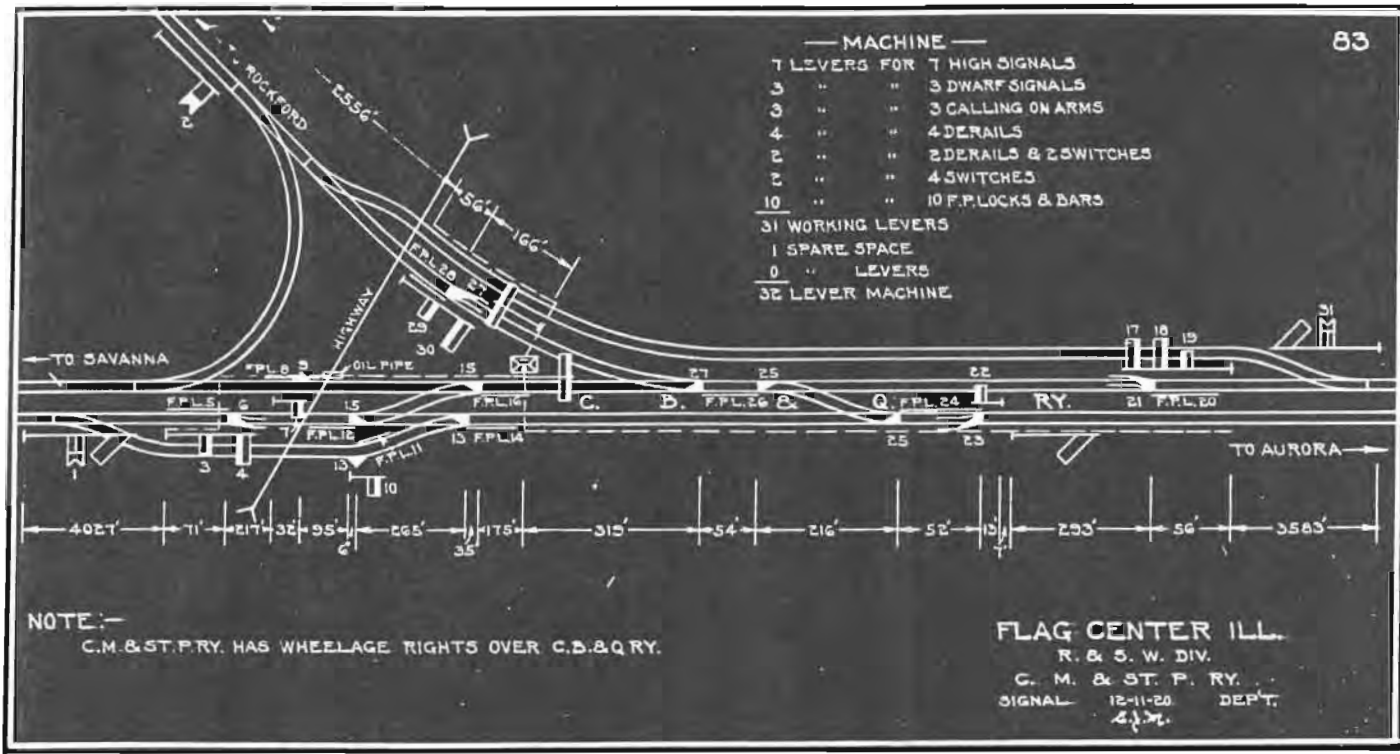 83
— MACHINE —
7 LEVERS FOR 7 HIGH SIGNALS
3 " " 3 DWARF SIGNALS
3 " " 3 CALLING ON ARMS
4 " " 4 DERAILS
2 " " 2 DERAILS & 2 SWITCHES
2 " " 4 SWITCHES
10 " " 10 F.P. LOCKS & BARS
31 WORKING LEVERS
1 SPARE SPACE
0 " LEVERS
32 LEVER MACHINE
TO ROCKFORD
2556'
2
56'
166'
F.P.L.28
29
30
HIGHWAY
31
17 18 19
TO SAVANNA
F.P.L.8 9 OIL PIPE 15 27 25 22
F.P.L.5 6 F.P.L.16 C. B. F.P.L.26 & Q. F.P.L.24 RY. 21 F.P.L.20
7 F.P.L.12 15 13 F.P.L.14 25 23
1 3 4 13 F.P.L.11 10
TO AURORA
4027' 71' 217' 32' 95' 6' 265' 35' 175' 319' 54' 216' 52' 13' 7' 293' 56' 3583'
NOTE:—
C.M.&ST.P.RY. HAS WHEELAGE RIGHTS OVER C.B.&Q RY.
FLAG CENTER ILL.
R. & S. W. DIV.
C. M. & ST. P. RY.
SIGNAL 12-11-20 DEP'T.